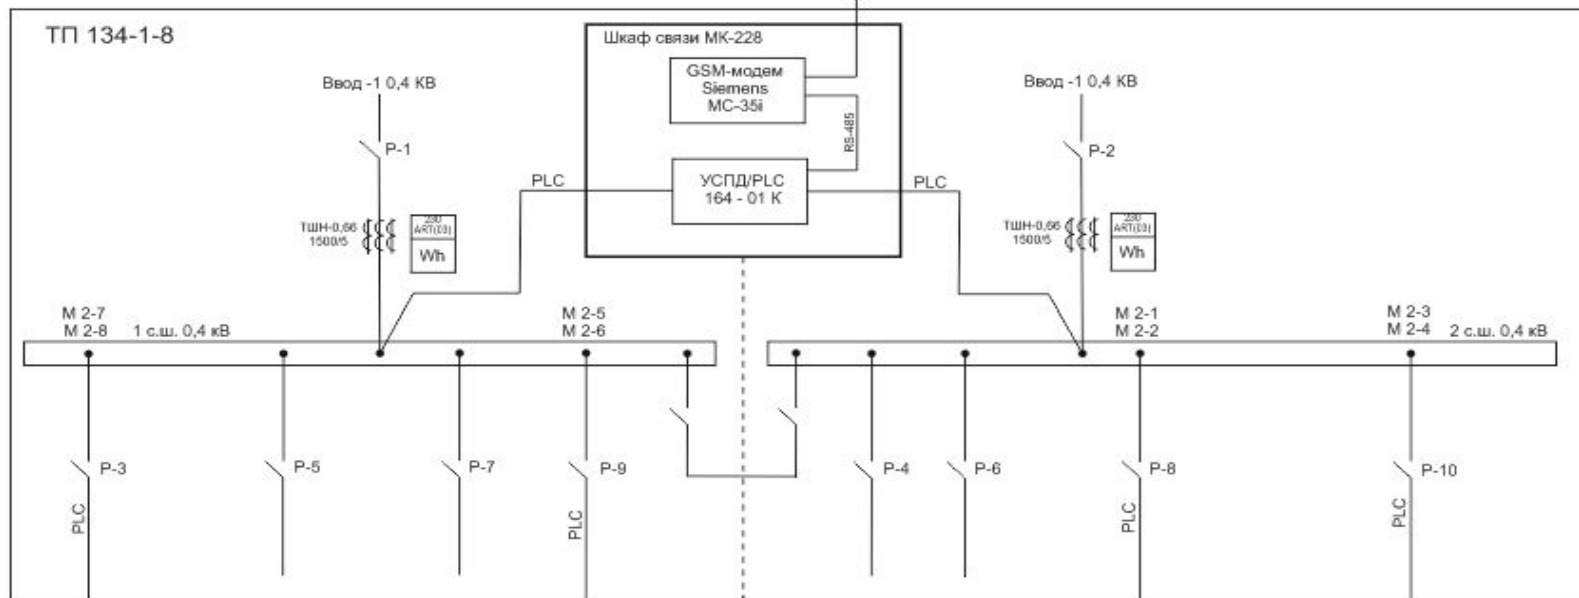 ТП 134-1-8
Шкаф связи МК-228
GSM-модем
Siemens
MC-35i
RS-485
УСПД/PLC
164 - 01 К
PLC
PLC
Ввод -1 0,4 КВ
Р-1
ТШН-0,66
1500/5
230
ART(03)
Wh
Ввод -1 0,4 КВ
Р-2
ТШН-0,66
1500/5
230
ART(03)
Wh
М 2-7
М 2-8
1 с.ш. 0,4 кВ
М 2-5
М 2-6
М 2-1
М 2-2
М 2-3
М 2-4
2 с.ш. 0,4 кВ
Р-3
Р-5
Р-7
Р-9
Р-4
Р-6
Р-8
Р-10
PLC
PLC
PLC
PLC